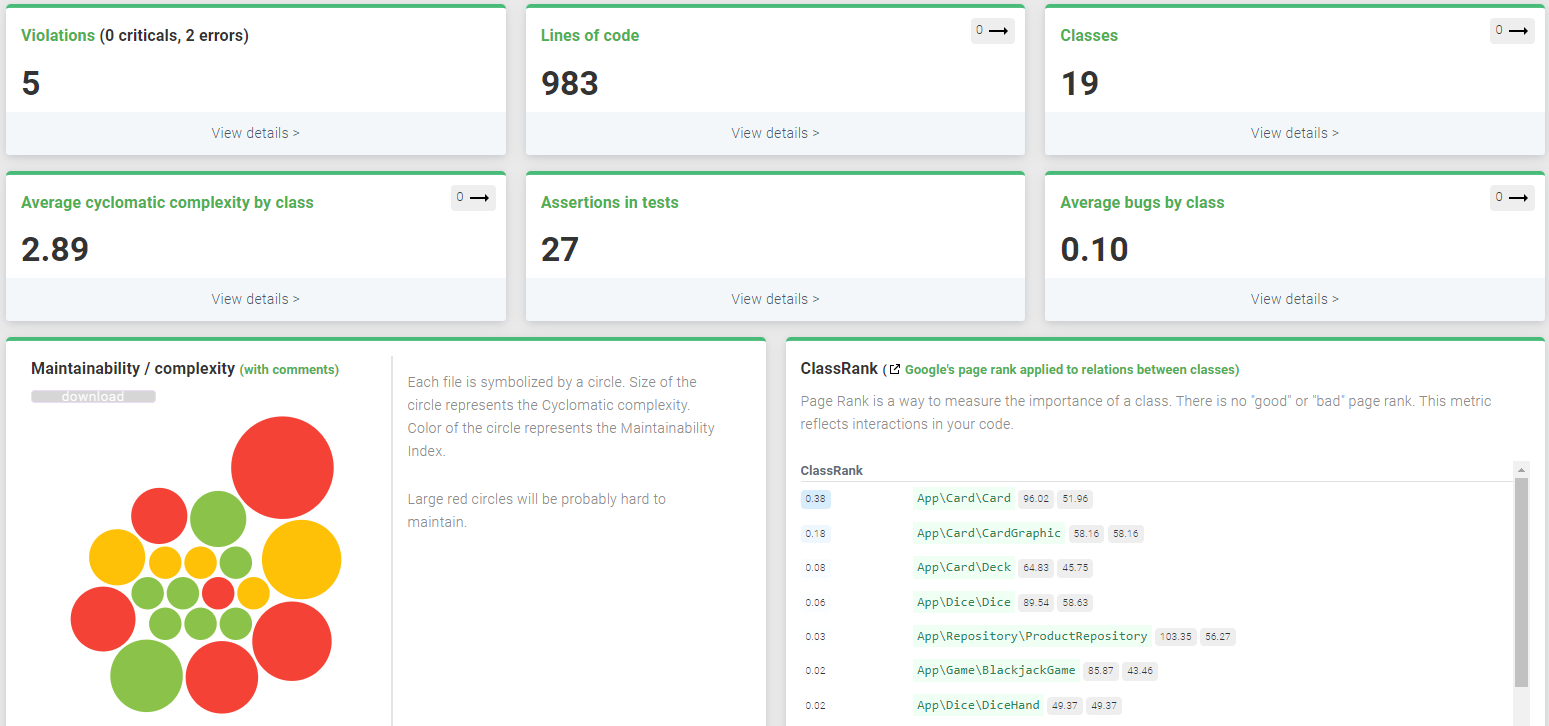 Violations (0 criticals, 2 errors)
5
View details >
Lines of code
0
983
View details >
Classes
0
19
View details >
Average cyclomatic complexity by class
0
2.89
View details >
Assertions in tests
27
View details >
Average bugs by class
0
0.10
View details >
Maintainability / complexity (with comments)
download
Each file is symbolized by a circle. Size of the
circle represents the Cyclomatic complexity.
Color of the circle represents the Maintainability
Index.
Large red circles will be probably hard to
maintain.
ClassRank ( Google's page rank applied to relations between classes)
Page Rank is a way to measure the importance of a class. There is no "good" or "bad" page rank. This metric
reflects interactions in your code.
ClassRank
0.38 App\Card\Card 96.02 51.96
0.18 App\Card\CardGraphic 58.16 58.16
0.08 App\Card\Deck 64.83 45.75
0.06 App\Dice\Dice 89.54 58.63
0.03 App\Repository\ProductRepository 103.35 56.27
0.02 App\Game\BlackjackGame 85.87 43.46
0.02 App\Dice\DiceHand 49.37 49.37